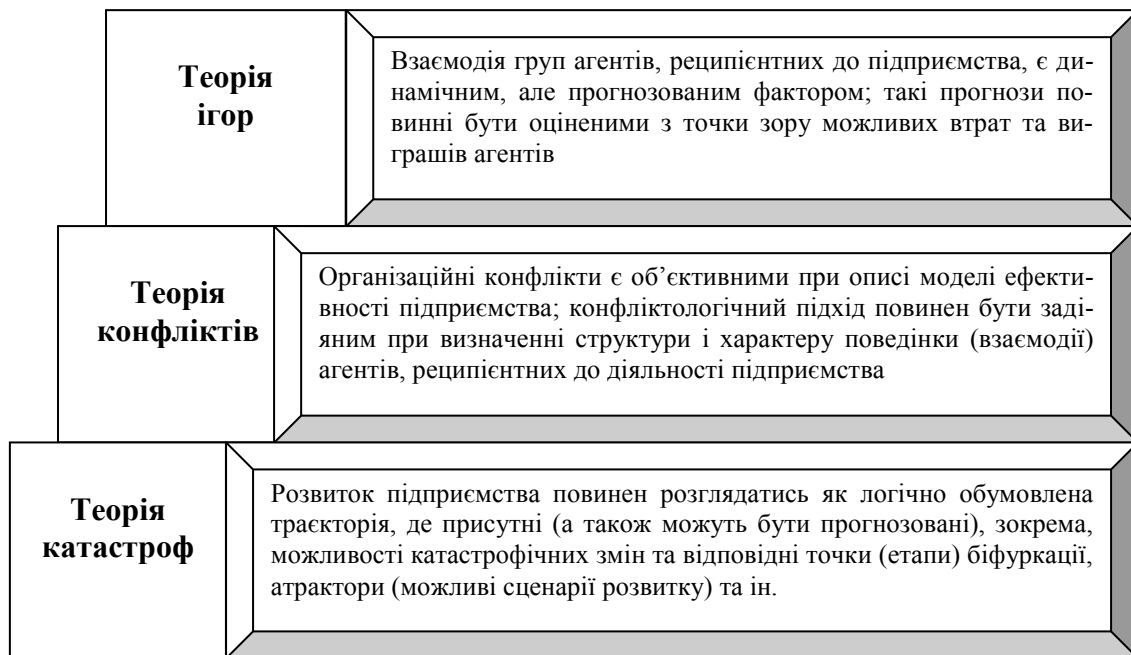 Теорія
ігор
Взаємодія груп агентів, реципієнтних до підприємства, є ди-
намічним, але прогнозованим фактором; такі прогнози по-
винні бути оціненими з точки зору можливих втрат та ви-
грашів агентів
Теорія
конфліктів
Організаційні конфлікти є об’єктивними при описі моделі ефек-
тивності підприємства; конфліктологічний підхід повинен бути заді-
яним при визначенні структури і характеру поведінки (взаємодії)
агентів, реципієнтних до діяльності підприємства
Теорія
катастроф
Розвиток підприємства повинен розглядатись як логічно обумовлена
траєкторія, де присутні (а також можуть бути прогнозовані), зокрема,
можливості катастрофічних змін та відповідні точки (етапи) біфуркації,
атрактори (можливі сценарії розвитку) та ін.